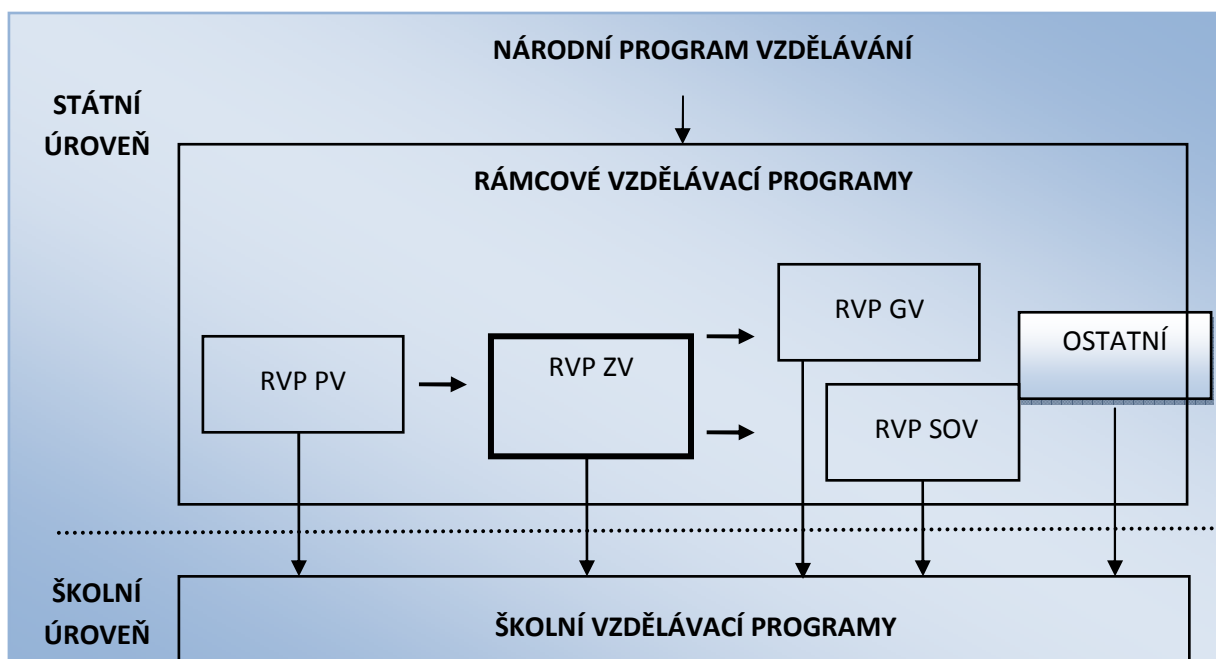 NÁRODNÍ PROGRAM VZDĚLÁVÁNÍ
STÁTNÍ
ÚROVEŇ
RÁMCOVÉ VZDĚLÁVACÍ PROGRAMY
RVP GV
OSTATNÍ
RVP PV
RVP ZV
RVP SOV
ŠKOLNÍ
ÚROVEŇ
ŠKOLNÍ VZDĚLÁVACÍ PROGRAMY